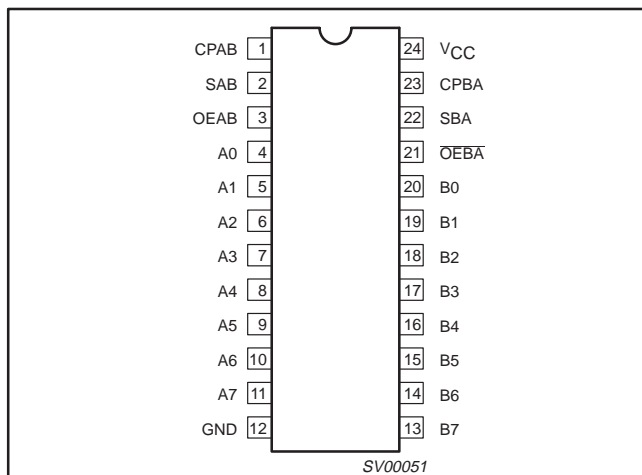 CPAB 1 24 VCC
SAB 2 23 CPBA
OEAB 3 22 SBA
A0 4 21 OEBA
A1 5 20 B0
A2 6 19 B1
A3 7 18 B2
A4 8 17 B3
A5 9 16 B4
A6 10 15 B5
A7 11 14 B6
GND 12 13 B7
SV00051